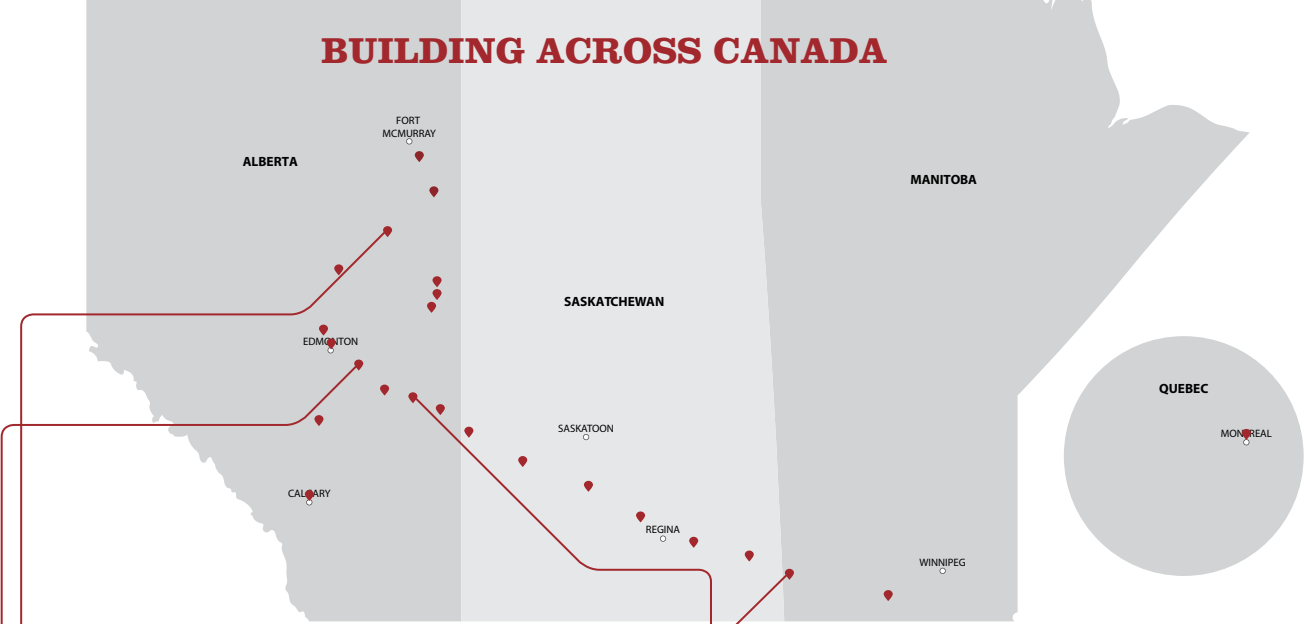 BUILDING ACROSS CANADA
FORT
MCMURRAY
ALBERTA
MANITOBA
SASKATCHEWAN
EDMONTON
QUEBEC
SASKATOON
MONTREAL
CALGARY
REGINA
WINNIPEG